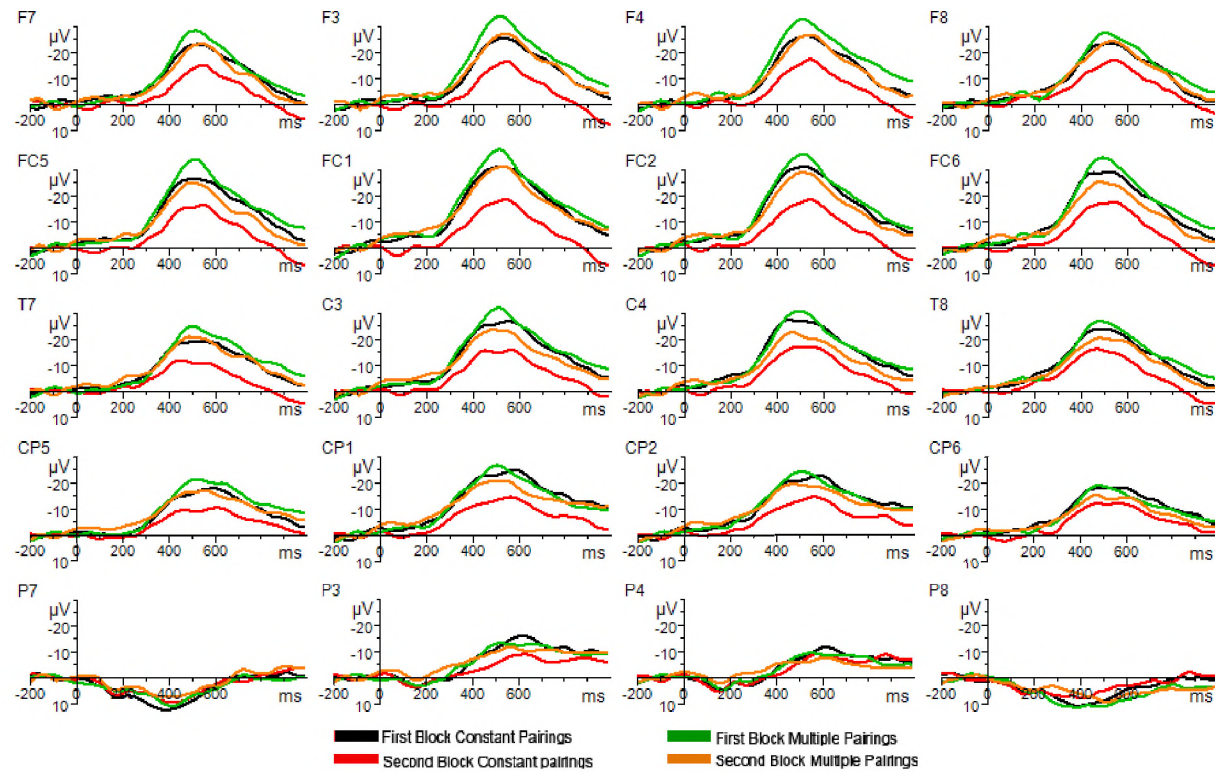 F7 F3 F4 F8
µV µV µV µV
-20 -20 -20 -20
-10 -10 -10 -10
-200 0 200 400 600 ms -200 0 200 400 600 ms -200 0 200 400 600 ms -200 0 200 400 600 ms
10 10 10 10
FC5 FC1 FC2 FC6
µV µV µV µV
-20 -20 -20 -20
-10 -10 -10 -10
-200 0 200 400 600 ms -200 0 200 400 600 ms -200 0 200 400 600 ms -200 0 200 400 600 ms
10 10 10 10
T7 C3 C4 T8
µV µV µV µV
-20 -20 -20 -20
-10 -10 -10 -10
-200 0 200 400 600 ms -200 0 200 400 600 ms -200 0 200 400 600 ms -200 0 200 400 600 ms
10 10 10 10
CP5 CP1 CP2 CP6
µV µV µV µV
-20 -20 -20 -20
-10 -10 -10 -10
-200 0 200 400 600 ms -200 0 200 400 600 ms -200 0 200 400 600 ms -200 0 200 400 600 ms
10 10 10 10
P7 P3 P4 P8
µV µV µV µV
-20 -20 -20 -20
-10 -10 -10 -10
-200 0 200 400 600 ms -200 0 200 400 600 ms -200 0 200 400 600 ms -200 0 200 400 600 ms
10 10 10 10
First Block Constant Pairings First Block Multiple Pairings
Second Block Constant pairings Second Block Multiple Pairings